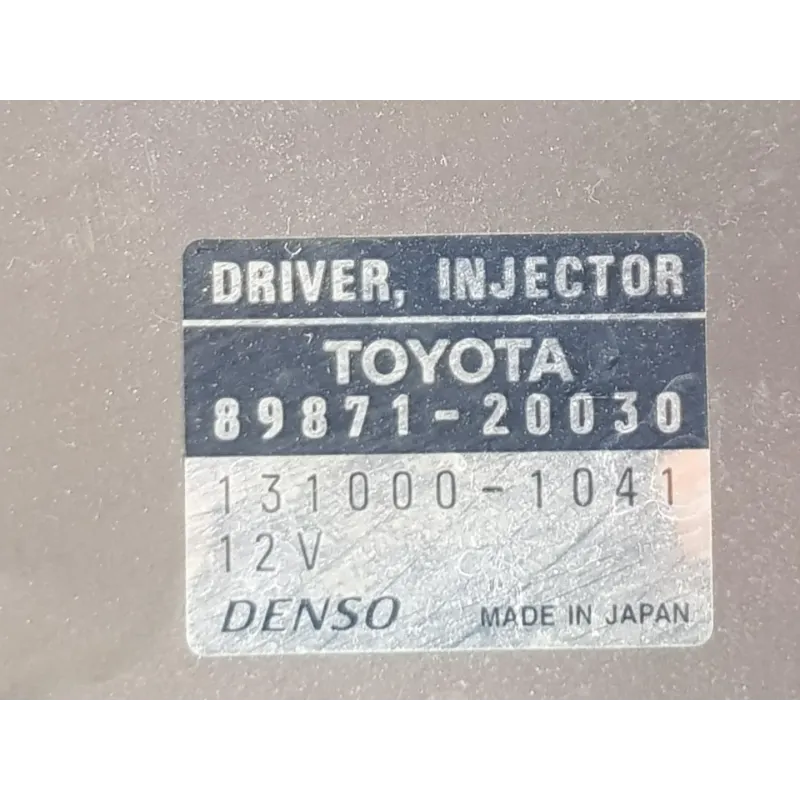 DRIVER, INJECTOR
TOYOTA
89871-20030
131000-1041
12V
DENSO MADE IN JAPAN